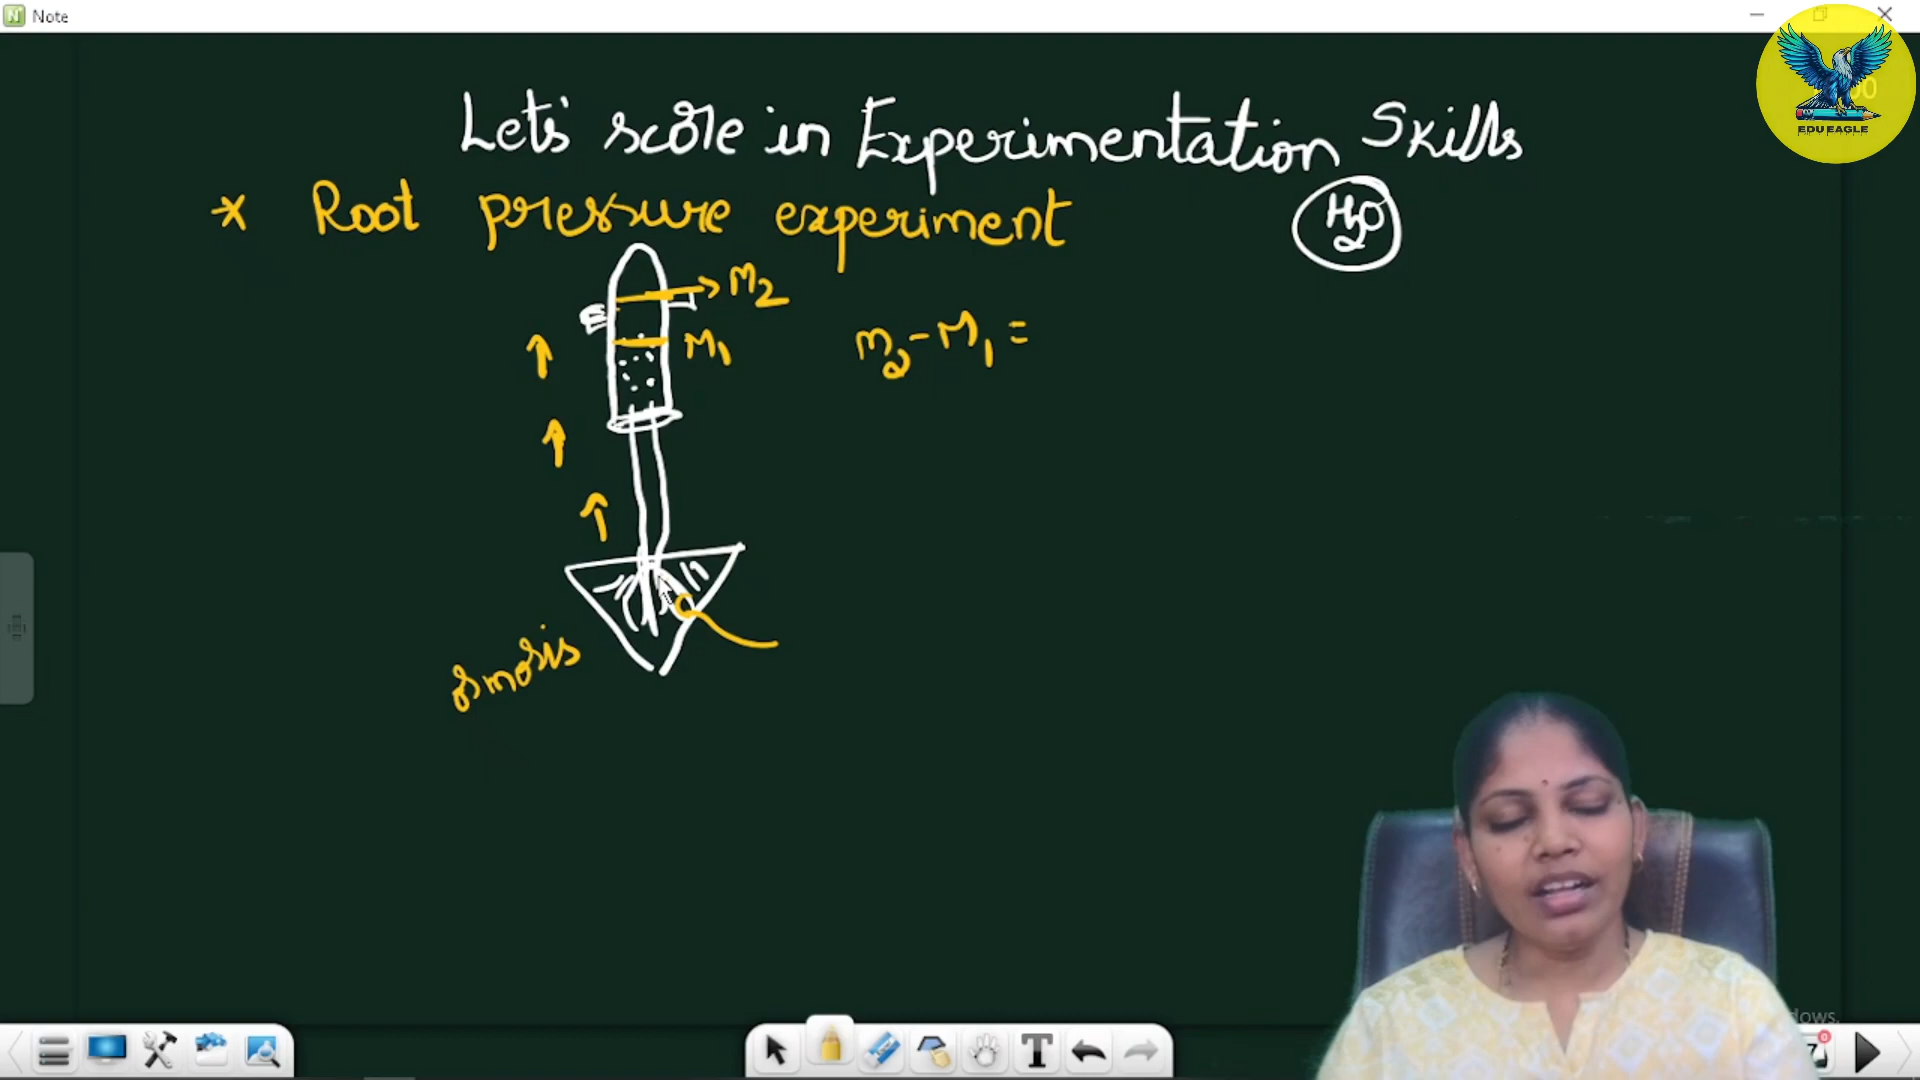 Note
EDU EAGLE
Let's score in Experimentation Skills
* Root pressure experiment
H2O
M2
M1
M2-M1=
osmosis
T